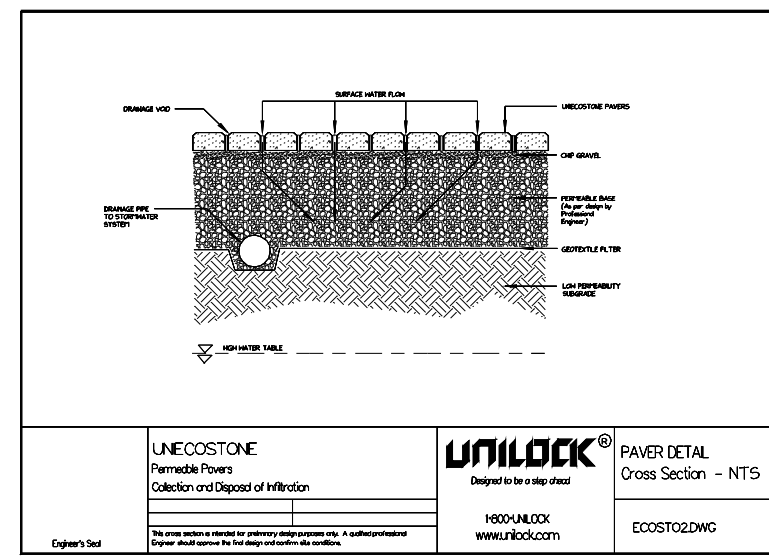 SURFACE WATER FLOW
DRAINAGE VOID
UNIECOSTONE PAVERS
CHIP GRAVEL
PERMEABLE BASE
(As per design by
Professional
Engineer)
DRAINAGE PIPE
TO STORMWATER
SYSTEM
GEOTEXTILE FILTER
LOW PERMEABILITY
SUBGRADE
HIGH WATER TABLE
UNIECOSTONE
Permeable Pavers
Collection and Disposal of Infiltration
This cross section is intended for preliminary design purposes only. A qualified professional
Engineer should approve the final design and confirm site conditions.
Engineer's Seal
UNILOCK®
Designed to be a step ahead
1-800-UNILOCK
www.unilock.com
PAVER DETAIL
Cross Section - NTS
ECOSTO2.DWG